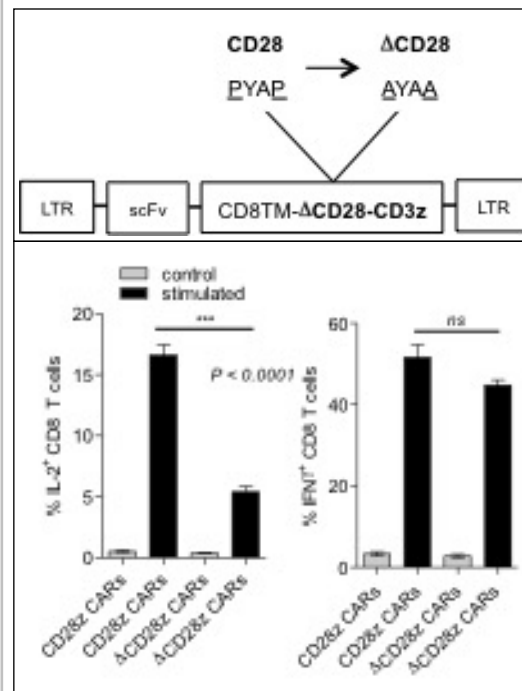 CD28 ΔCD28
PYAP AYAA
LTR scFv CD8TM-ΔCD28-CD3z LTR
control
stimulated
% IL-2+ CD8 T cells
20
15
10
5
0
***
P < 0.0001
CD28z CARs
CD28z CARs
ΔCD28z CARs
ΔCD28z CARs
% IFNγ+ CD8 T cells
60
40
20
0
ns
CD28z CARs
CD28z CARs
ΔCD28z CARs
ΔCD28z CARs